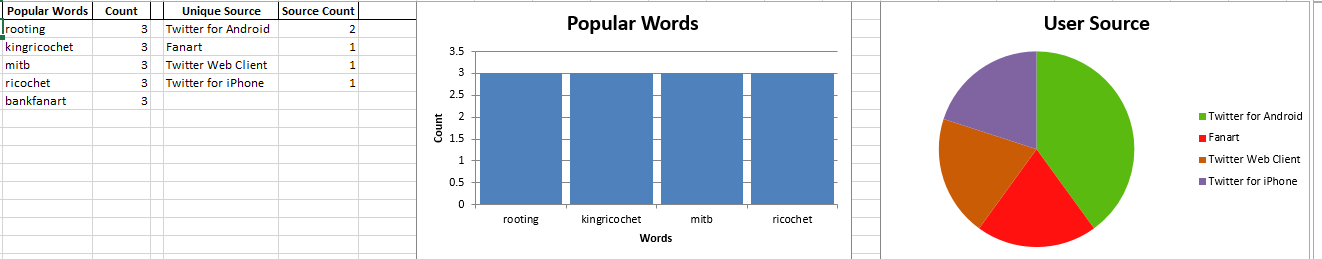 Popular Words Count Unique Source Source Count
rooting 3 Twitter for Android 2
kingricochet 3 Fanart 1
mitb 3 Twitter Web Client 1
ricochet 3 Twitter for iPhone 1
bankfanart 3
Popular Words
3.5
3
2.5
2
1.5
1
0.5
0
Count
rooting kingricochet mitb ricochet
Words
User Source
Twitter for Android
Fanart
Twitter Web Client
Twitter for iPhone